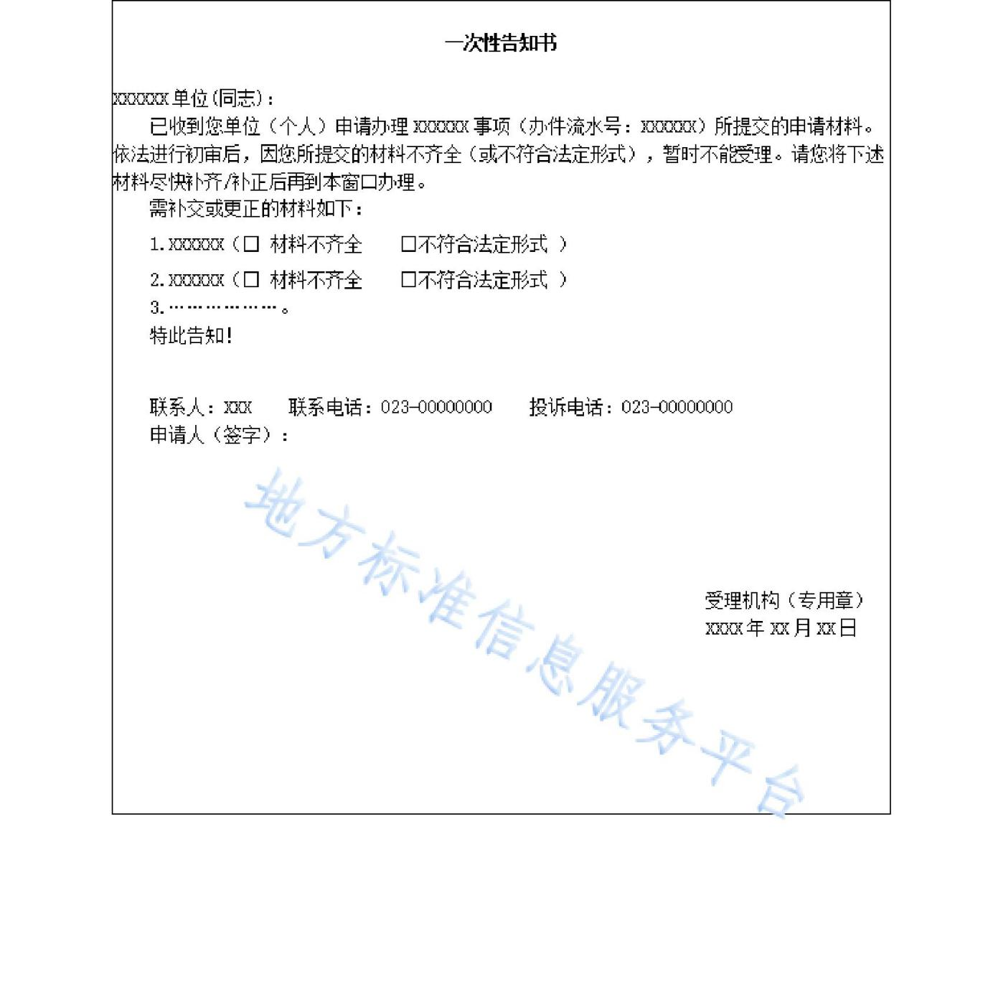 一次性告知书
XXXXXX 单位(同志)：
已收到您单位（个人）申请办理 XXXXXX 事项（办件流水号：XXXXXX）所提交的申请材料。
依法进行初审后，因您所提交的材料不齐全（或不符合法定形式），暂时不能受理。请您将下述
材料尽快补齐/补正后再到本窗口办理。
需补交或更正的材料如下：
1.XXXXXX（☐ 材料不齐全 ☐不符合法定形式 ）
2.XXXXXX（☐ 材料不齐全 ☐不符合法定形式 ）
3.………………。
特此告知!
联系人：XXX 联系电话：023-00000000 投诉电话：023-00000000
申请人（签字）：
受理机构（专用章）
XXXX 年 XX 月 XX 日
地方标准信息服务平台